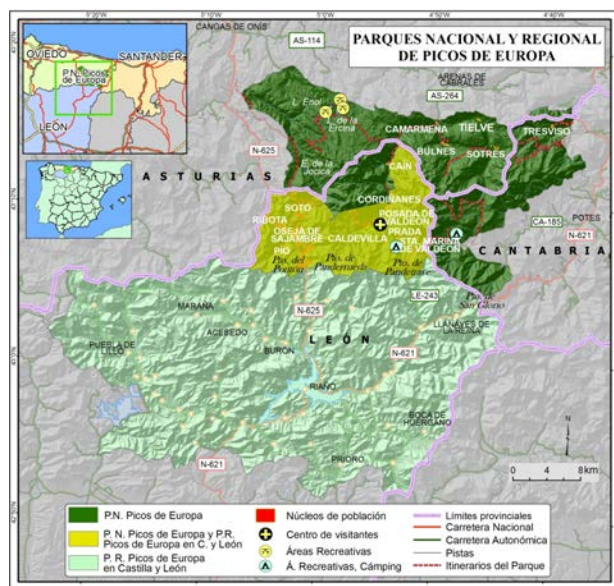 PARQUES NACIONAL Y REGIONAL
DE PICOS DE EUROPA
OVIEDO
SANTANDER
P.N. Picos
de Europa
LEÓN
CANGAS DE ONÍS
AS-114
ARENAS DE
CABRALES
AS-264
L. Enol
L. de la
Ercina
CAMARMEÑA
TIELVE
TRESVISO
BULNES
SOTRES
N-625
E. de la
Jocica
CAÍN
ASTURIAS
CORDINANES
SOTO
POSADA DE
VALDEÓN
RIBOTA
OSEJA DE
SAJAMBRE
CALDEVILLA
PRADA
STA. MARINA
DE VALDEÓN
PÍO
Pto. del
Pontón
Pto. de
Panderrueda
Pto. de
Pandetrave
POTES
CA-185
N-621
CANTABRIA
Pto. de
San Glorio
LE-243
LLÁNAVES DE
LA REINA
N-625
MARAÑA
LEÓN
ACEBEDO
PUEBLA DE
LILLO
BURÓN
N-621
RIAÑO
BOCA DE
HUÉRGANO
PRIORO
N-621
N
0 4 8km
P.N. Picos de Europa
P. N. Picos de Europa y P.R.
Picos de Europa en C. y León
P. R. Picos de Europa
en Castilla y León
Núcleos de población
Centro de
visitantes
Áreas Recreativas
Á. Recreativas, Cámping
Límites provinciales
Carretera Nacional
Carretera Autonómica
Pistas
Itinerarios del Parque